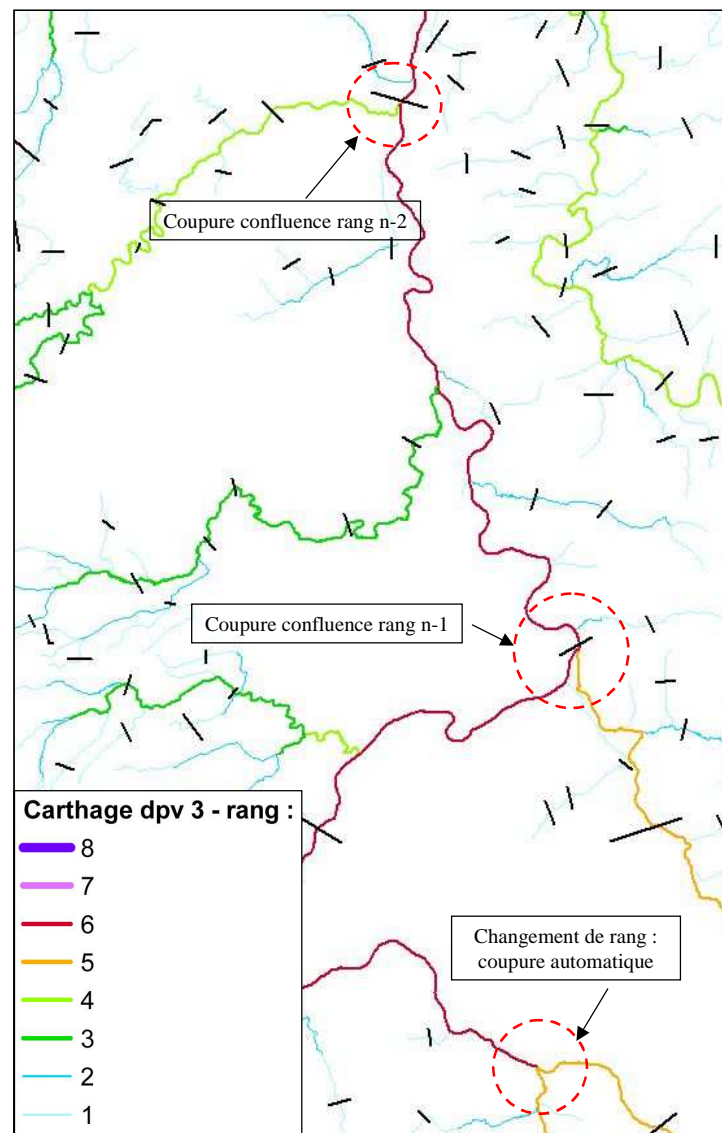 Coupure confluence rang n-2
Coupure confluence rang n-1
Carthage dpv 3 - rang :
8
7
6
5
4
3
2
1
Changement de rang :
coupure automatique